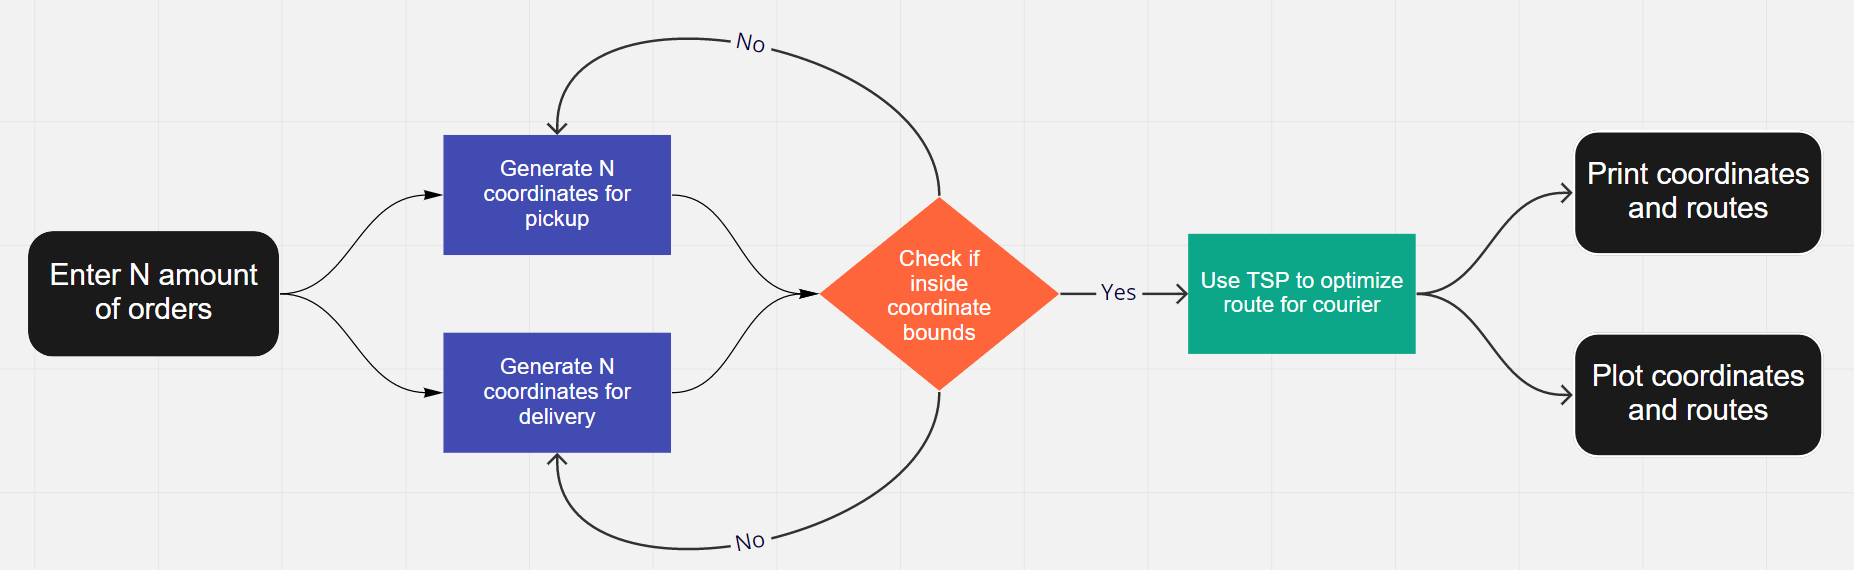 Enter N amount
of orders
Generate N
coordinates for
pickup
Generate N
coordinates for
delivery
No
No
Check if
inside
coordinate
bounds
Yes
Use TSP to optimize
route for courier
Print coordinates
and routes
Plot coordinates
and routes